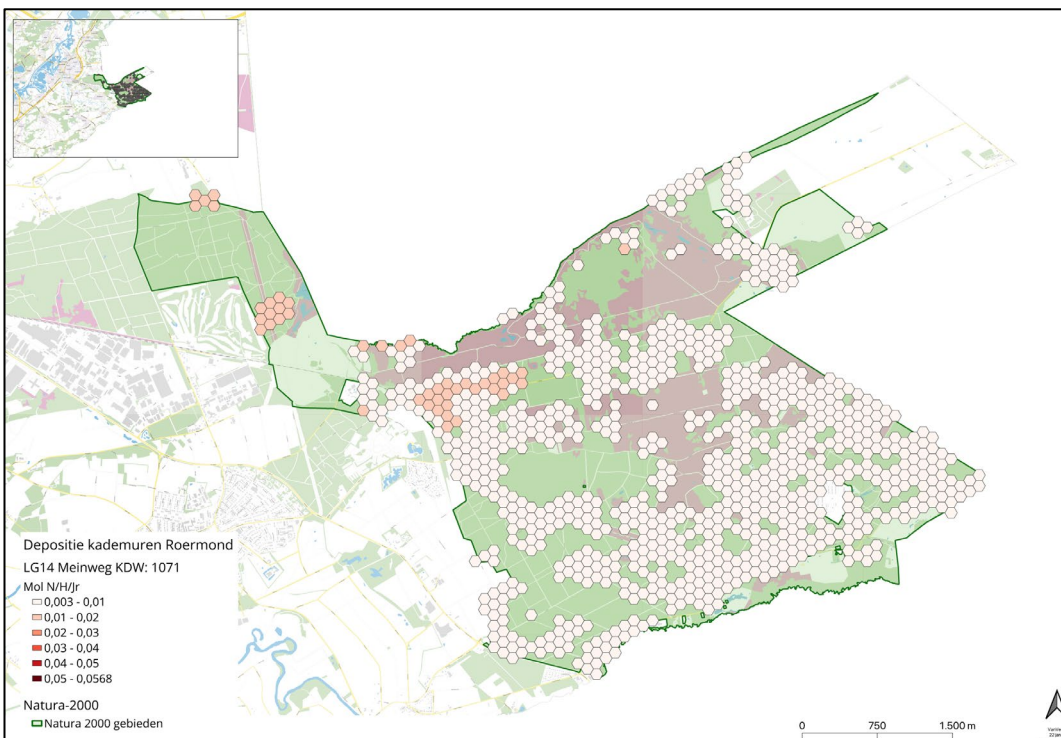 Depositie kademuren Roermond
LG14 Meinweg KDW: 1071
Mol N/H/Jr
0,003 - 0,01
0,01 - 0,02
0,02 - 0,03
0,03 - 0,04
0,04 - 0,05
0,05 - 0,0568
Natura-2000
Natura 2000 gebieden
0 750 1.500 m